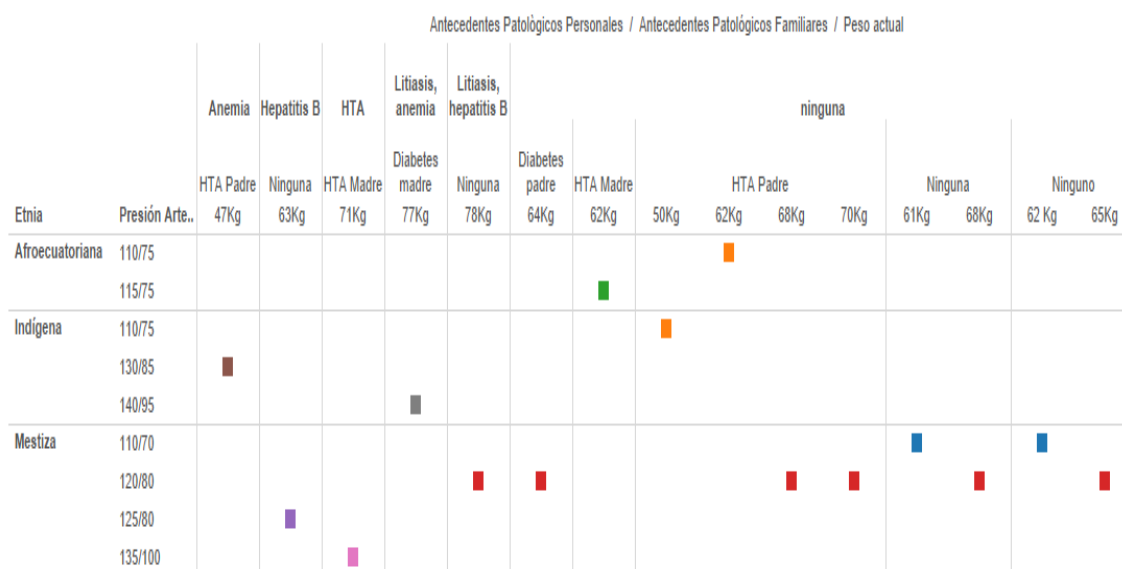 Antecedentes Patològicos Personales / Antecedentes Patológicos Familiares / Peso actual
Anemia Hepatitis B HTA Litiasis, anemia Litiasis, hepatitis B ninguna
HTA Padre Ninguna HTA Madre Diabetes madre Ninguna Diabetes padre HTA Madre HTA Padre Ninguna Ninguno
Etnia Presión Arte.. 47Kg 63Kg 71Kg 77Kg 78Kg 64Kg 62Kg 50Kg 62Kg 68Kg 70Kg 61Kg 68Kg 62 Kg 65Kg
Afroecuatoriana 110/75
115/75
Indígena 110/75
130/85
140/95
Mestiza 110/70
120/80
125/80
135/100